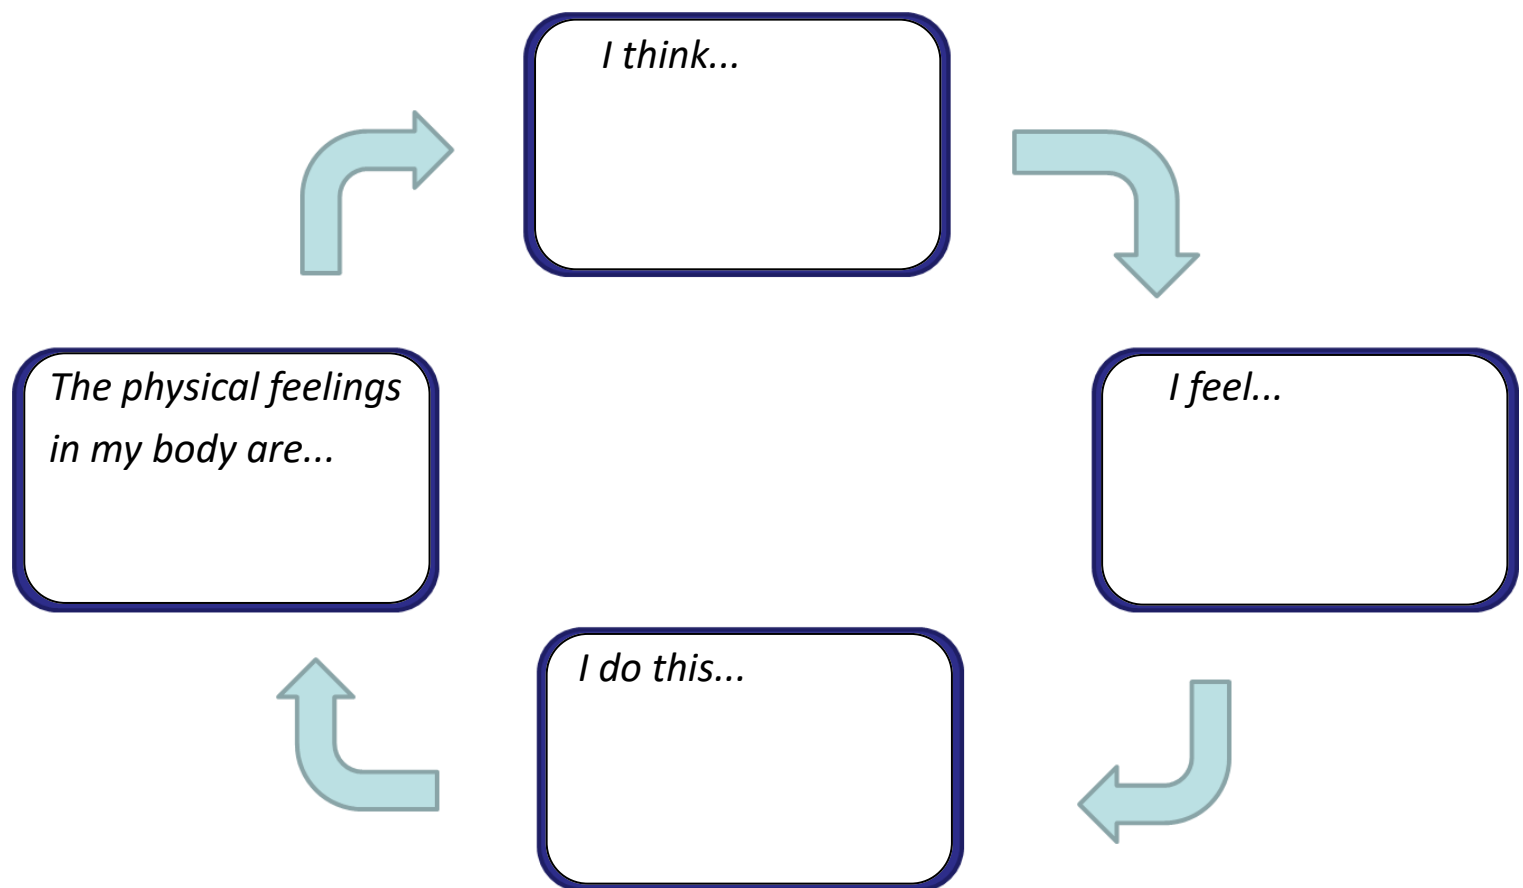 I think...
The physical feelings
in my body are...
I feel...
I do this...